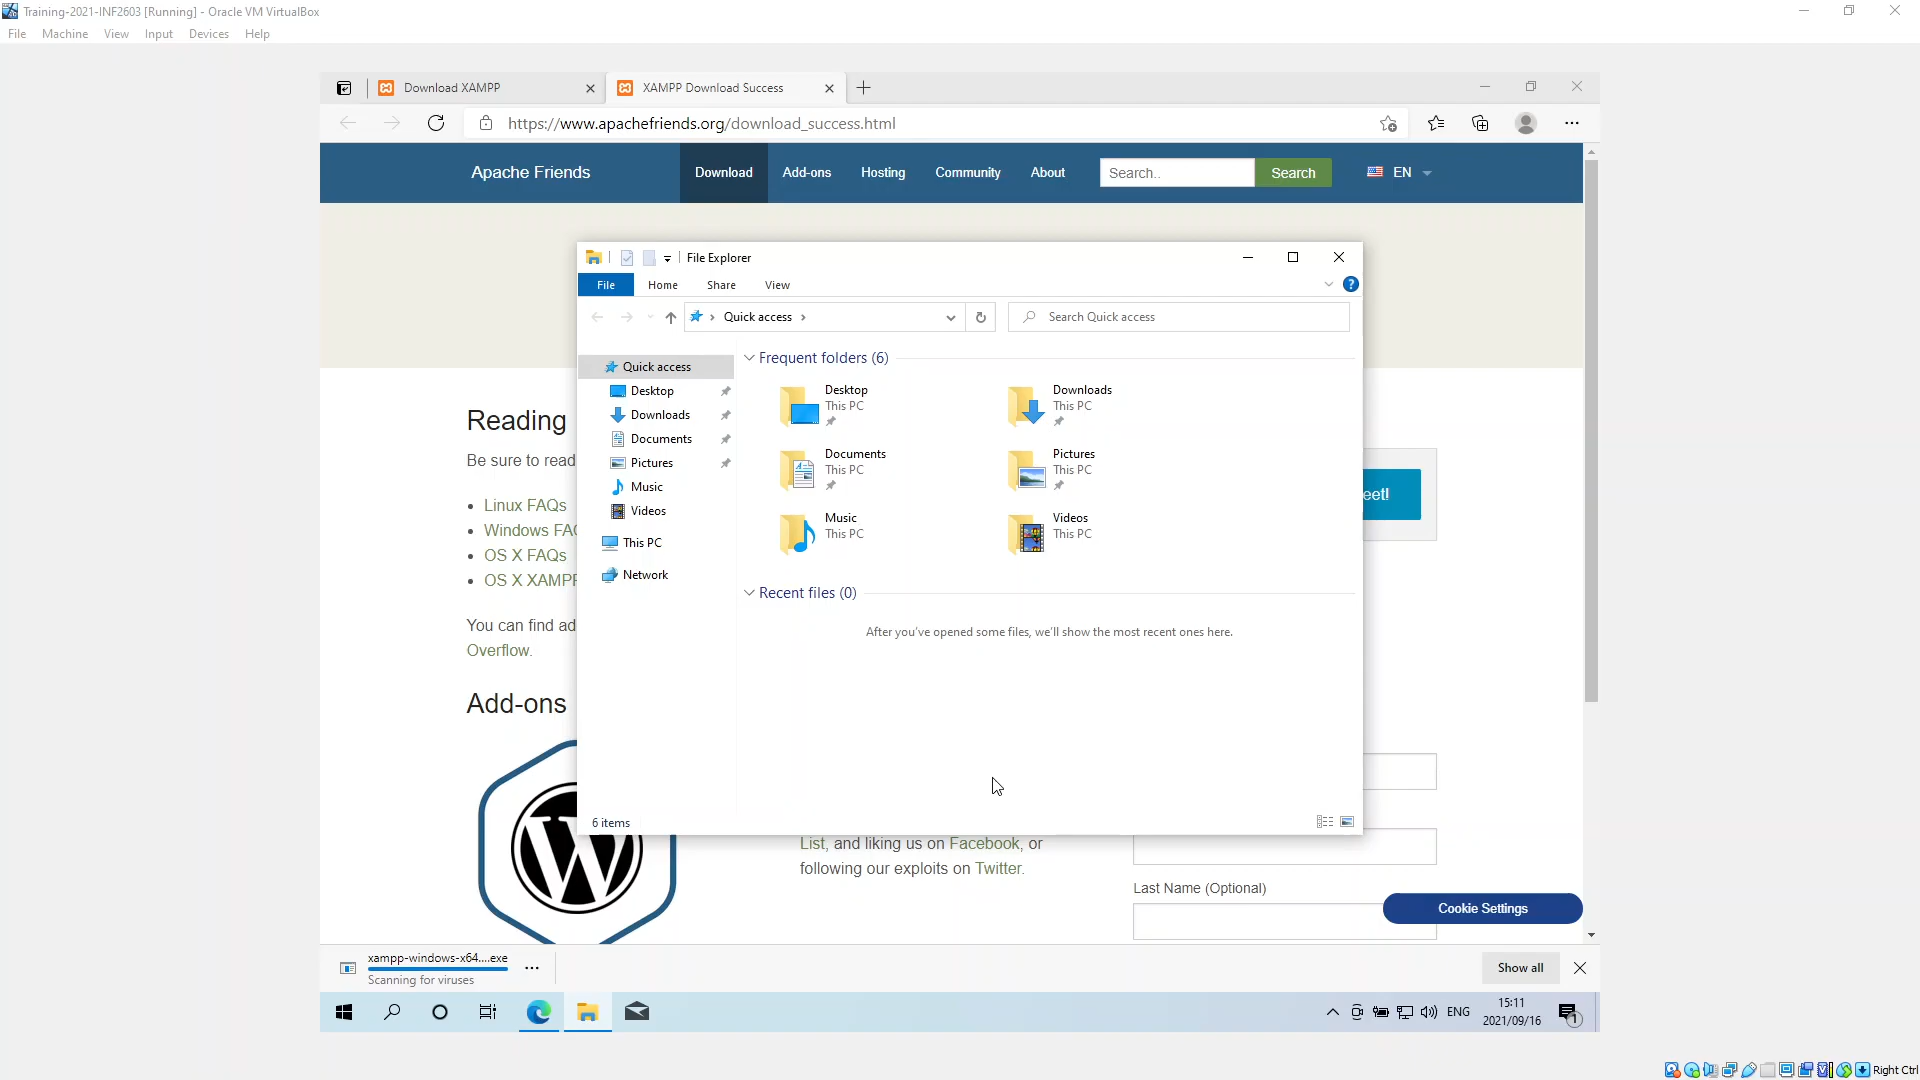 Training-2021-INF2603 [Running] - Oracle VM VirtualBox
File Machine View Input Devices Help
Download XAMPP
XAMPP Download Success
https://www.apachefriends.org/download_success.html
Apache Friends
Download
Add-ons
Hosting
Community
About
Search..
Search
EN
File Explorer
File
Home
Share
View
Quick access
Search Quick access
Quick access
Desktop
Downloads
Documents
Pictures
Music
Videos
This PC
Network
Frequent folders (6)
Desktop
This PC
Downloads
This PC
Documents
This PC
Pictures
This PC
Music
This PC
Videos
This PC
Recent files (0)
After you've opened some files, we'll show the most recent ones here.
6 items
Reading
Be sure to read
Linux FAQs
Windows FA
OS X FAQs
OS X XAMP
You can find ad
Overflow.
Add-ons
eet!
List, and liking us on Facebook, or
following our exploits on Twitter.
Last Name (Optional)
Cookie Settings
xampp-windows-x64....exe
Scanning for viruses
Show all
ENG
15:11
2021/09/16
1
Right Ctrl